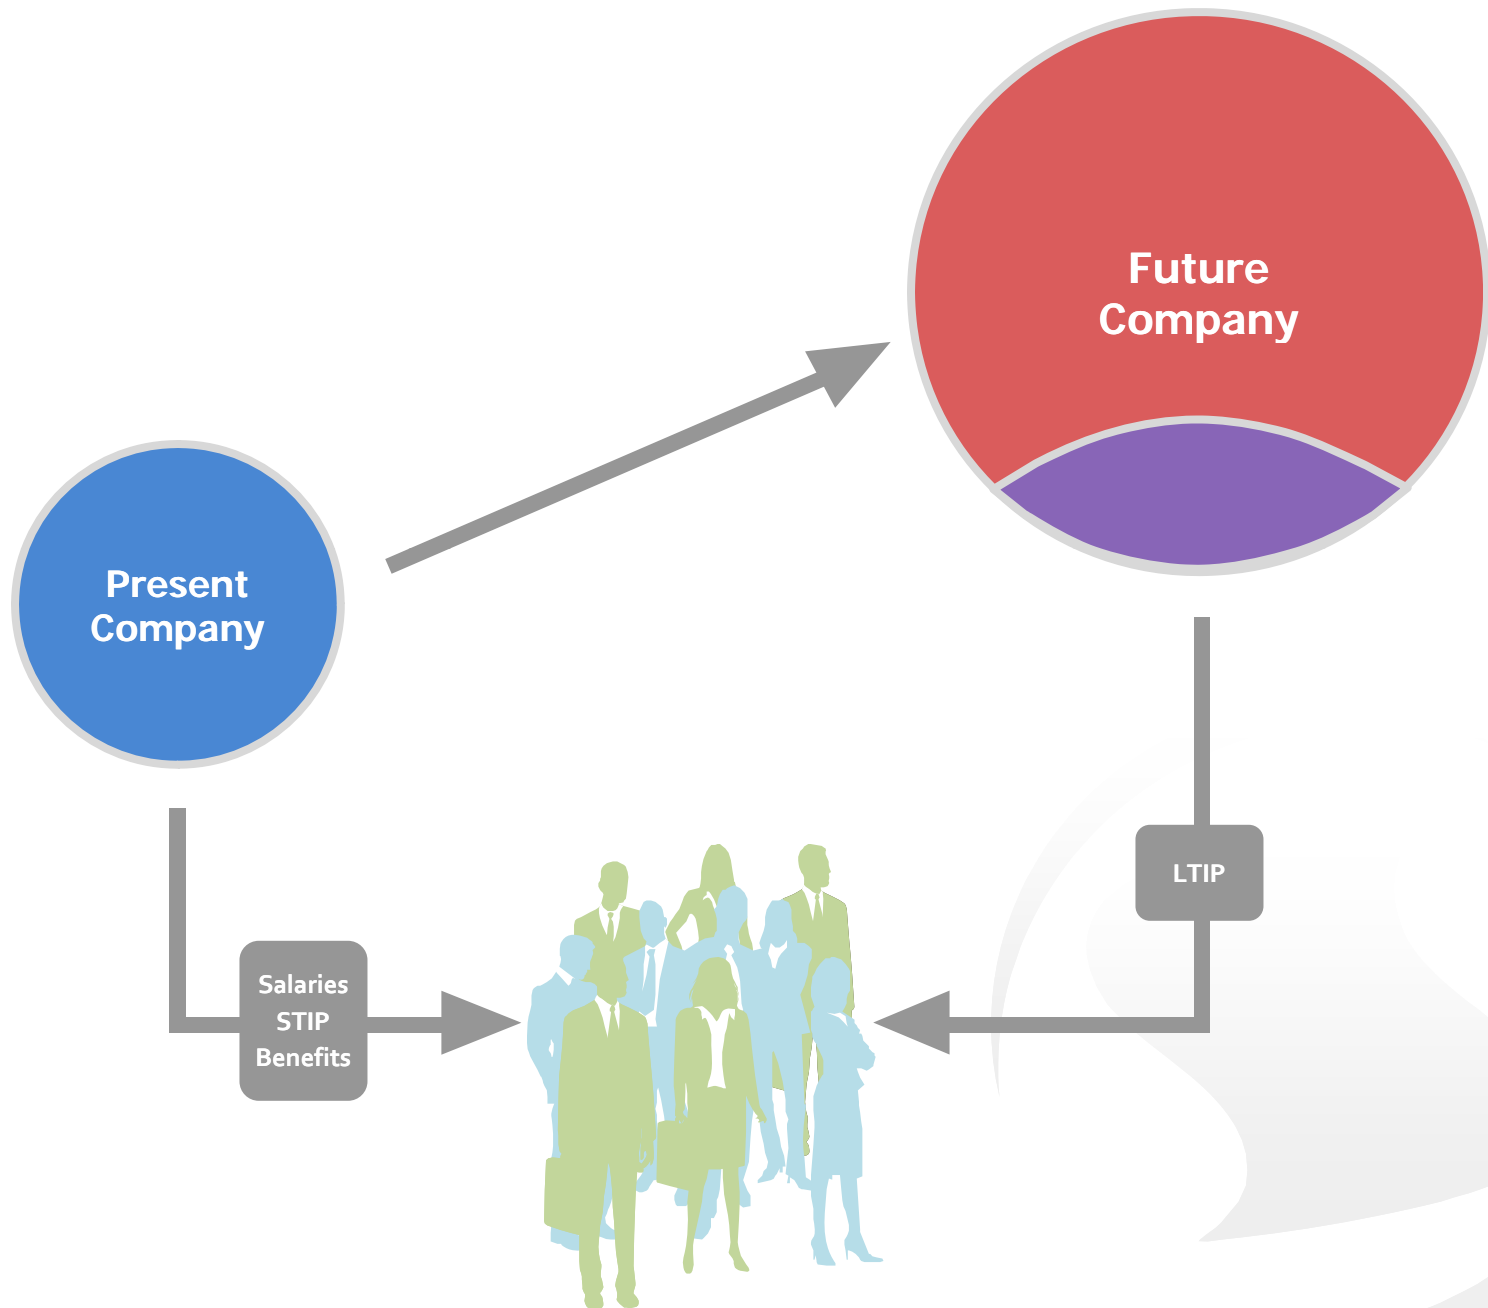 Future
Company
Present
Company
LTIP
Salaries
STIP
Benefits